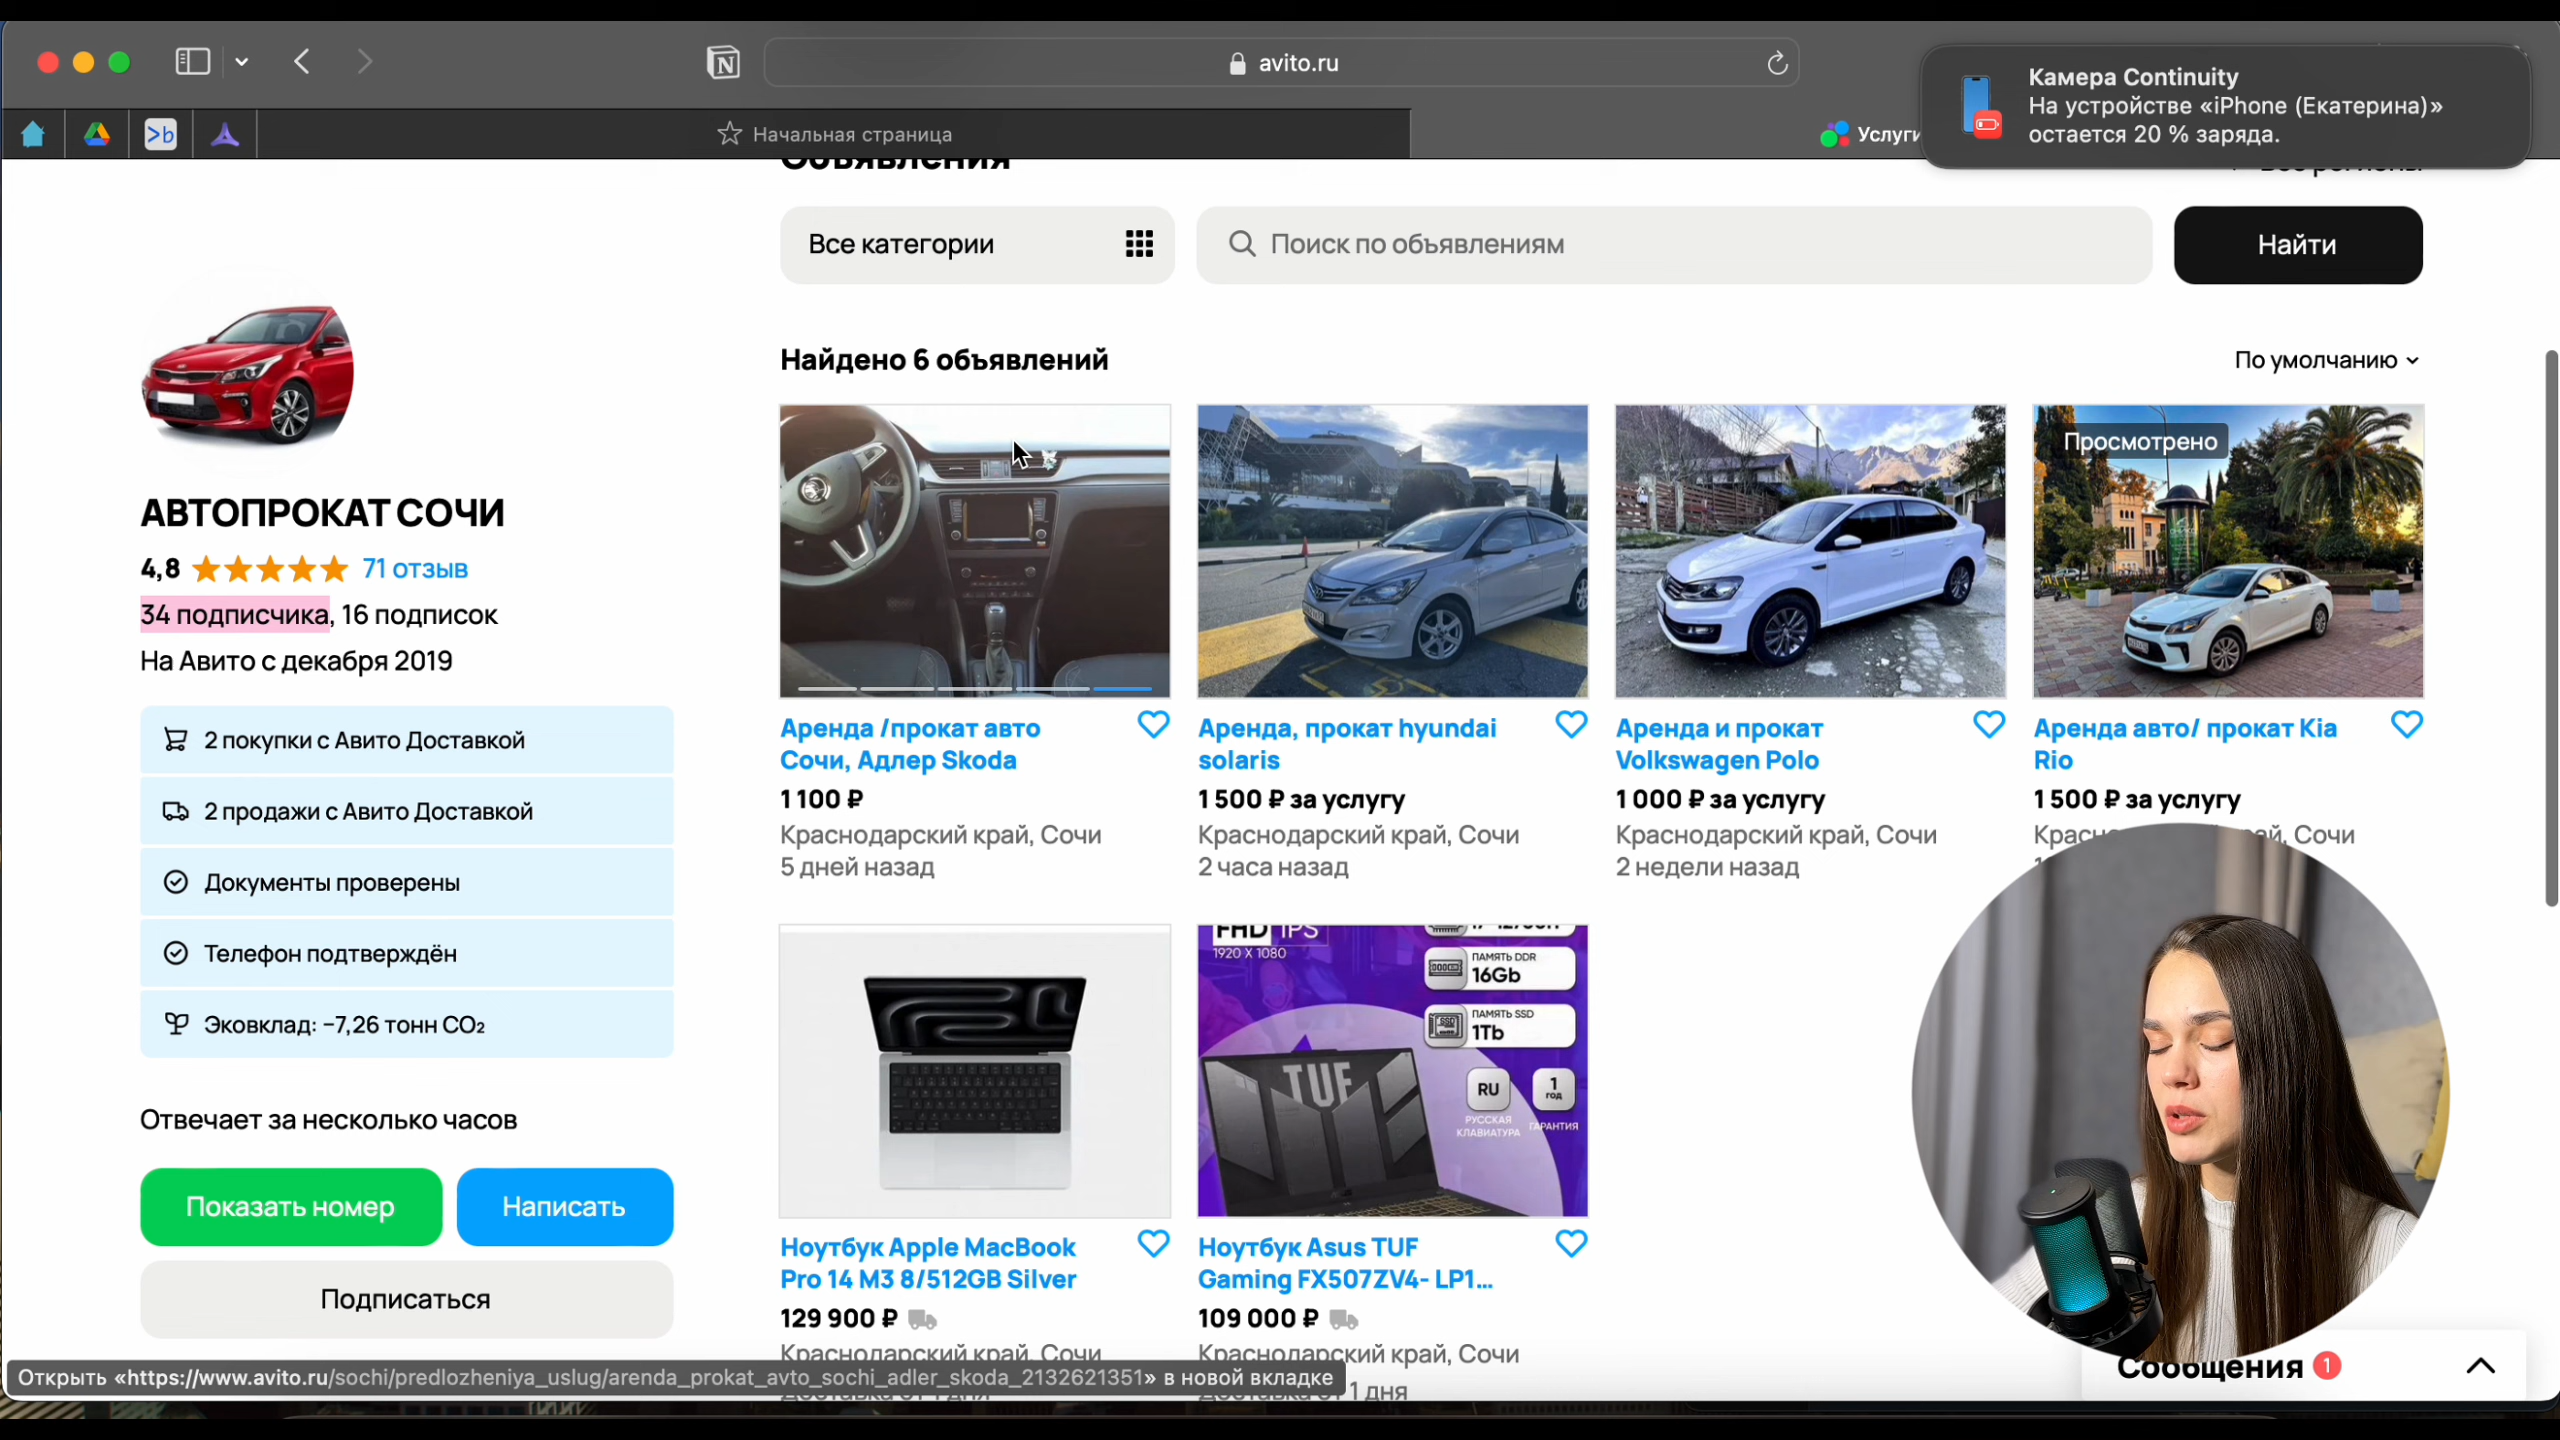 avito.ru
Камера Continuity
На устройстве «iPhone (Екатерина)»
остается 20 % заряда.
Начальная страница
Услуги
Объявления
Все регионы
Все категории
Поиск по объявлениям
Найти
Найдено 6 объявлений
По умолчанию
АВТОПРОКАТ СОЧИ
4,8 71 отзыв
34 подписчика, 16 подписок
На Авито с декабря 2019
2 покупки с Авито Доставкой
2 продажи с Авито Доставкой
Документы проверены
Телефон подтверждён
Эковклад: −7,26 тонн CO₂
Отвечает за несколько часов
Показать номер
Написать
Подписаться
Аренда /прокат авто
Сочи, Адлер Skoda
1 100 ₽
Краснодарский край, Сочи
5 дней назад
Аренда, прокат hyundai
solaris
1 500 ₽ за услугу
Краснодарский край, Сочи
2 часа назад
Аренда и прокат
Volkswagen Polo
1 000 ₽ за услугу
Краснодарский край, Сочи
2 недели назад
Просмотрено
Аренда авто/ прокат Kia
Rio
1 500 ₽ за услугу
Сочи
FHD IPS
1920 X 1080
ПАМЯТЬ DDR
16Gb
ПАМЯТЬ SSD
1Tb
TUF
RU
РУССКАЯ
КЛАВИАТУРА
1
год
ГАРАНТИЯ
Ноутбук Apple MacBook
Pro 14 M3 8/512GB Silver
129 900 ₽
Краснодарский край, Сочи
Ноутбук Asus TUF
Gaming FX507ZV4- LP1...
109 000 ₽
Краснодарский край, Сочи
1 дня
Сообщения 1
Открыть «https://www.avito.ru/sochi/predlozheniya_uslug/arenda_prokat_avto_sochi_adler_skoda_2132621351» в новой вкладке